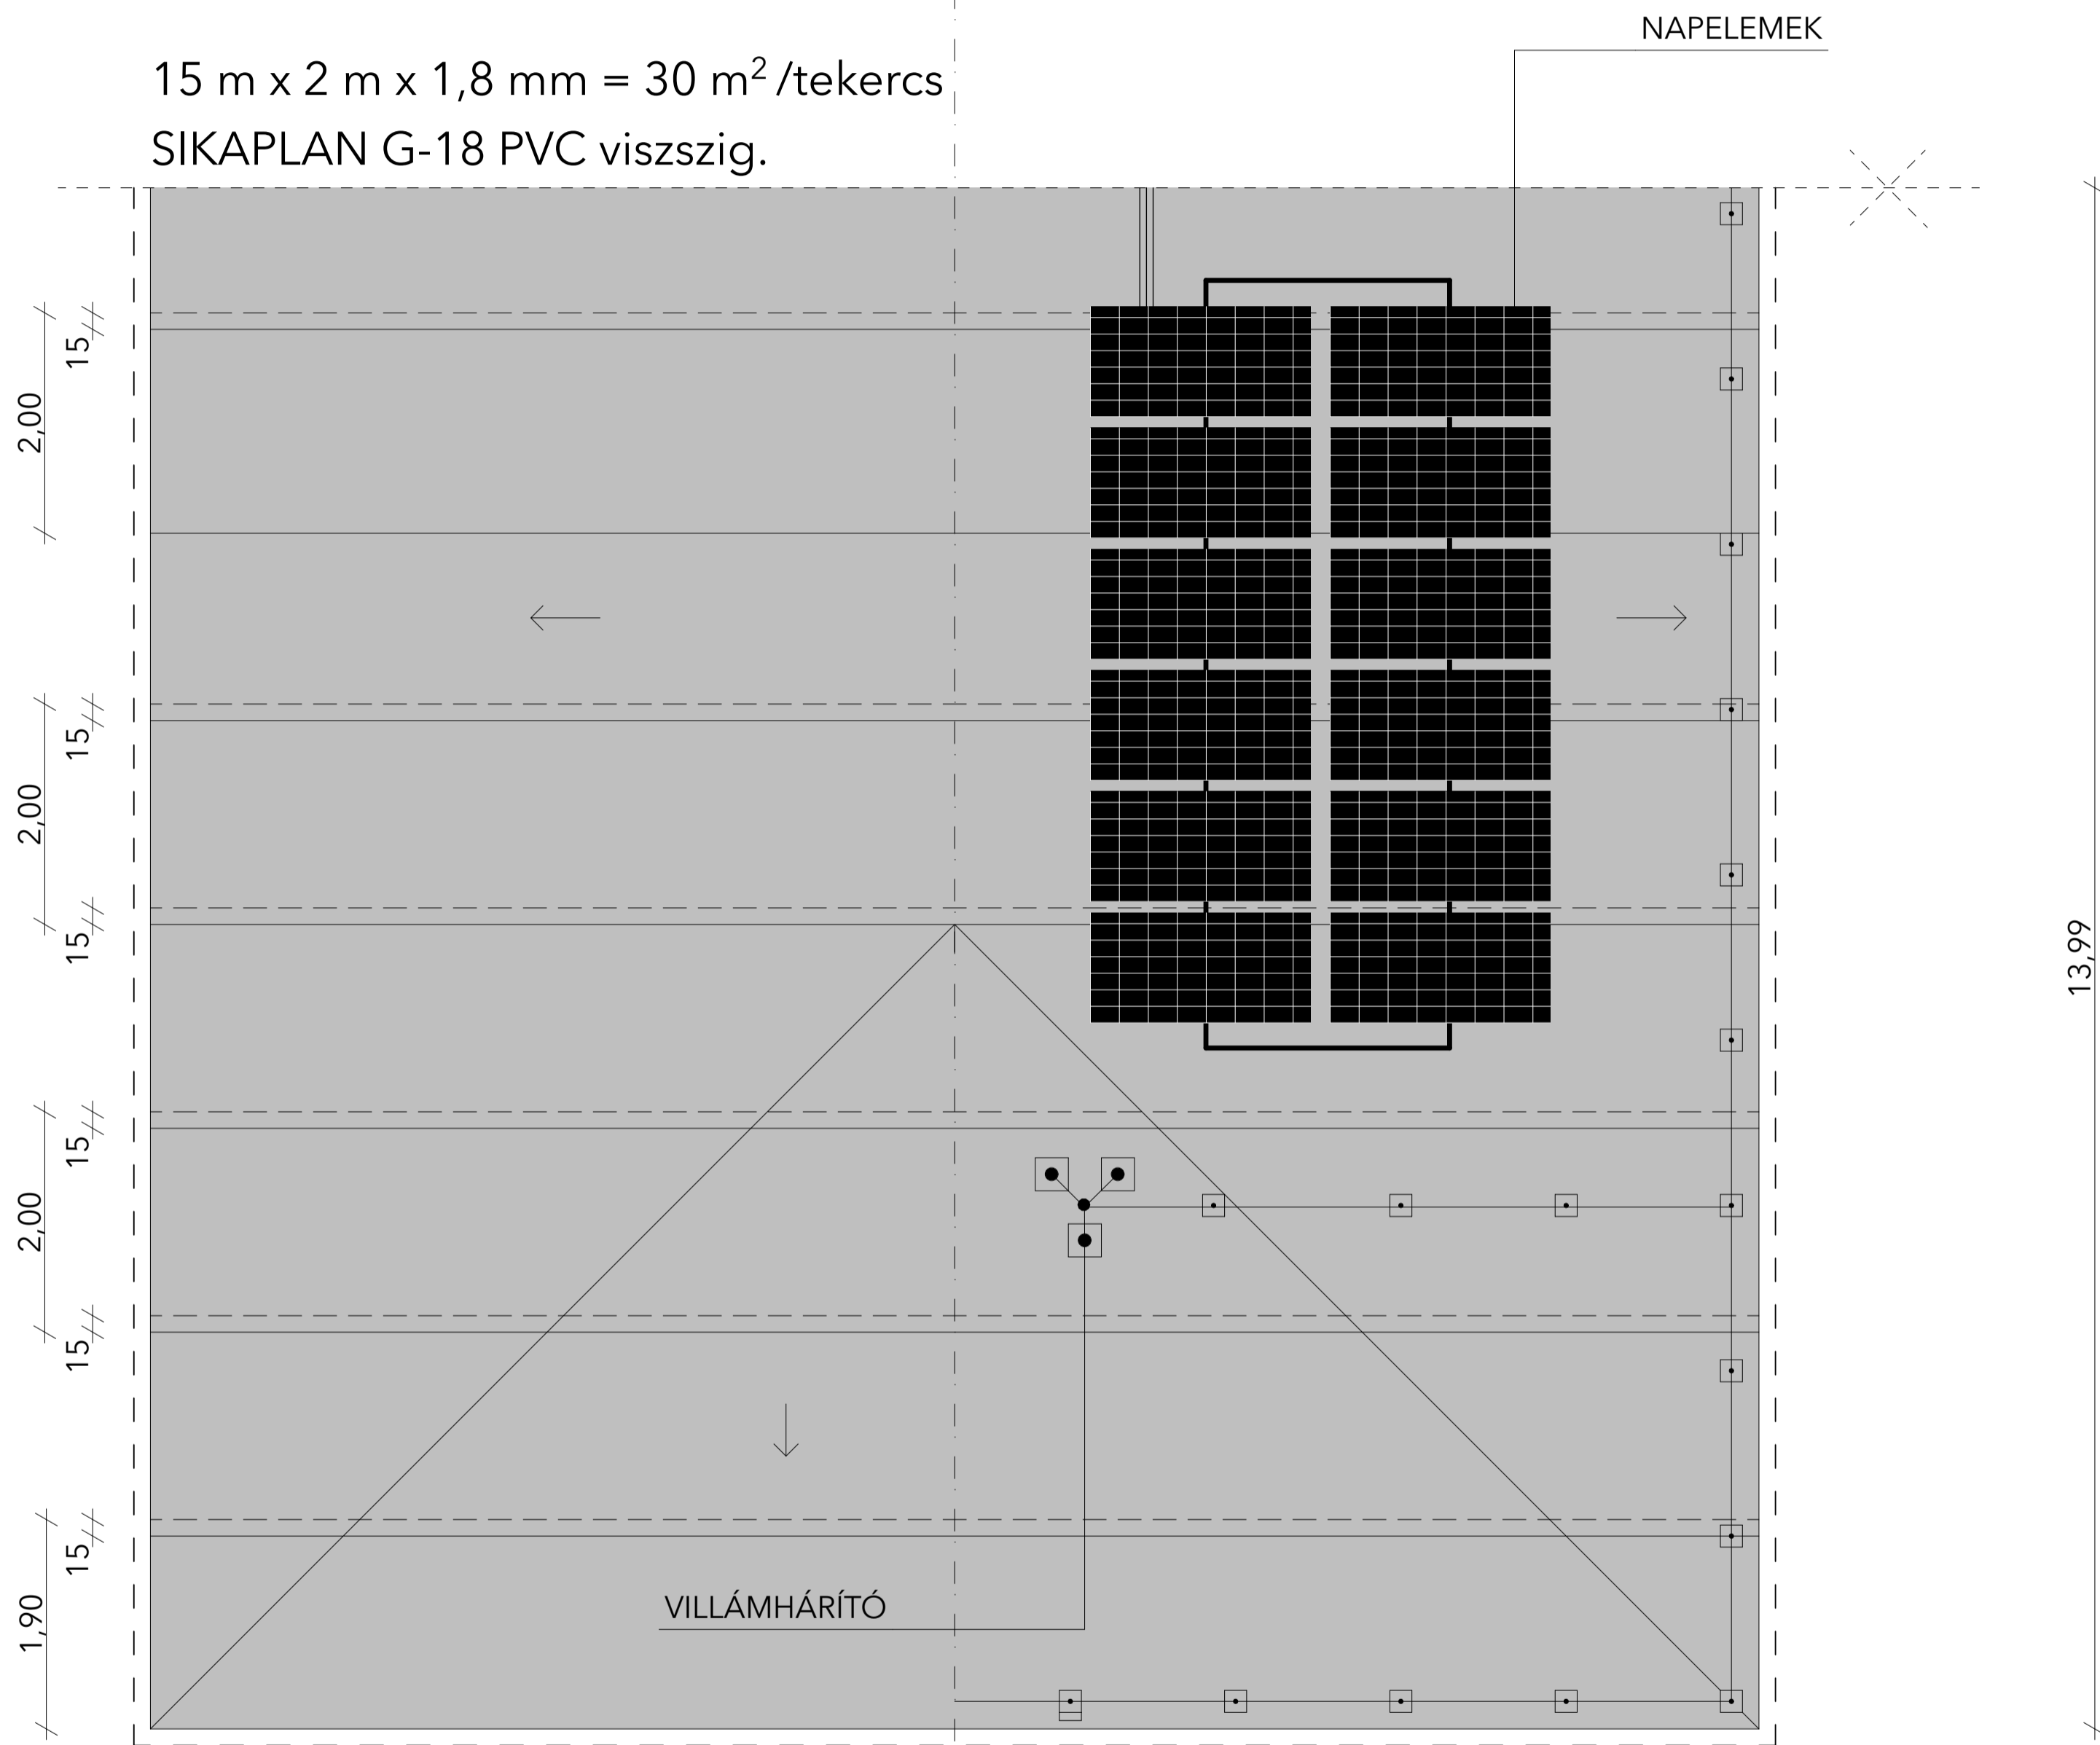 NAPELEMEK
15 m x 2 m x 1,8 mm = 30 m²/tekercs
SIKAPLAN G-18 PVC viszszig.
15
2,00
15
2,00
15
13,99
15
2,00
15
15
1,90
VILLÁMHÁRÍTÓ